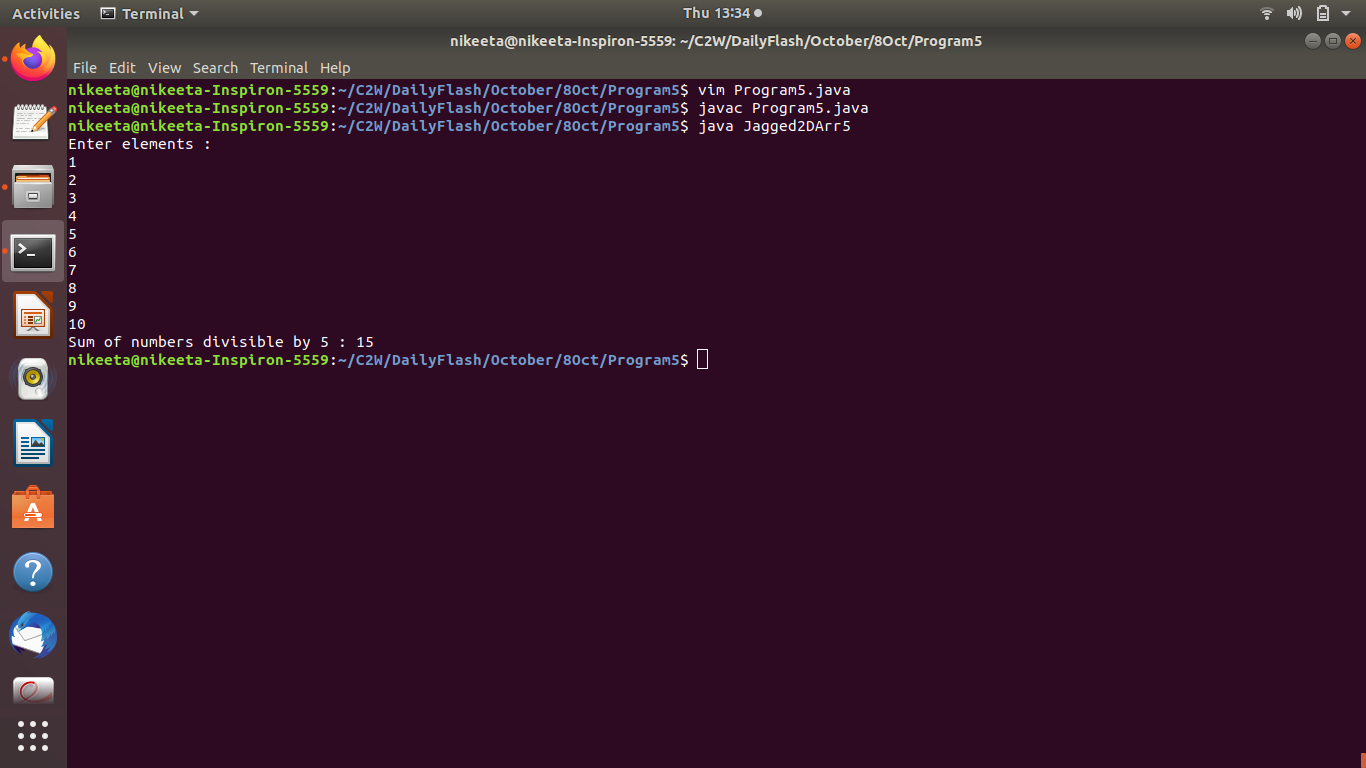 Activities Terminal Thu 13:34
nikeeta@nikeeta-Inspiron-5559: ~/C2W/DailyFlash/October/8Oct/Program5
File Edit View Search Terminal Help
nikeeta@nikeeta-Inspiron-5559:~/C2W/DailyFlash/October/8Oct/Program5$ vim Program5.java
nikeeta@nikeeta-Inspiron-5559:~/C2W/DailyFlash/October/8Oct/Program5$ javac Program5.java
nikeeta@nikeeta-Inspiron-5559:~/C2W/DailyFlash/October/8Oct/Program5$ java Jagged2DArr5
Enter elements :
1
2
3
4
5
6
7
8
9
10
Sum of numbers divisible by 5 : 15
nikeeta@nikeeta-Inspiron-5559:~/C2W/DailyFlash/October/8Oct/Program5$